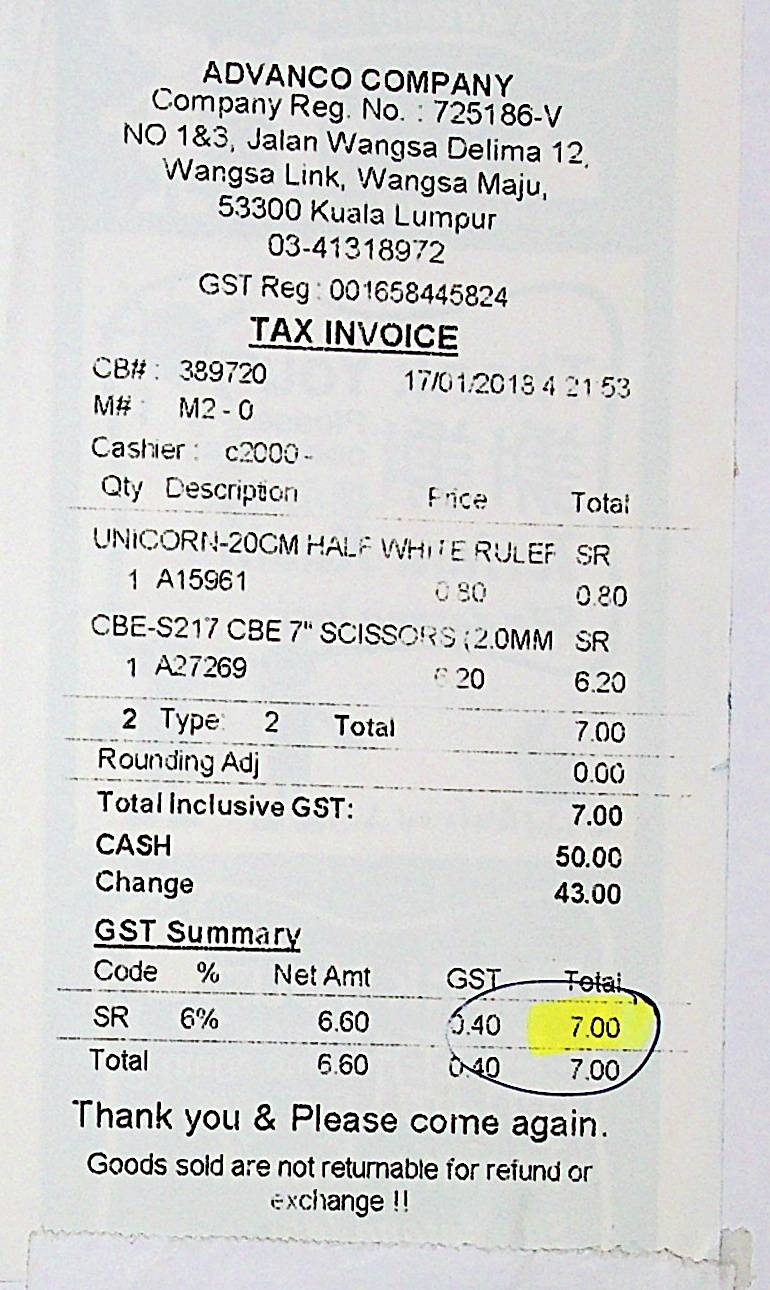 ADVANCO COMPANY
Company Reg. No. : 725186-V
NO 1&3, Jalan Wangsa Delima 12,
Wangsa Link, Wangsa Maju,
53300 Kuala Lumpur
03-41318972
GST Reg : 001658445824
TAX INVOICE
CB# : 389720 17/01/2018 4 21 53
M# : M2 - 0
Cashier : c2000 -
Qty Description Price Total
UNICORN-20CM HALF WHITE RULER SR
1 A15961 0.80 0.80
CBE-S217 CBE 7" SCISSORS (2.0MM SR
1 A27269 6.20 6.20
2 Type: 2 Total 7.00
Rounding Adj 0.00
Total Inclusive GST: 7.00
CASH 50.00
Change 43.00
GST Summary
Code % Net Amt GST Total
SR 6% 6.60 0.40 7.00
Total 6.60 0.40 7.00
Thank you & Please come again.
Goods sold are not returnable for refund or
exchange !!